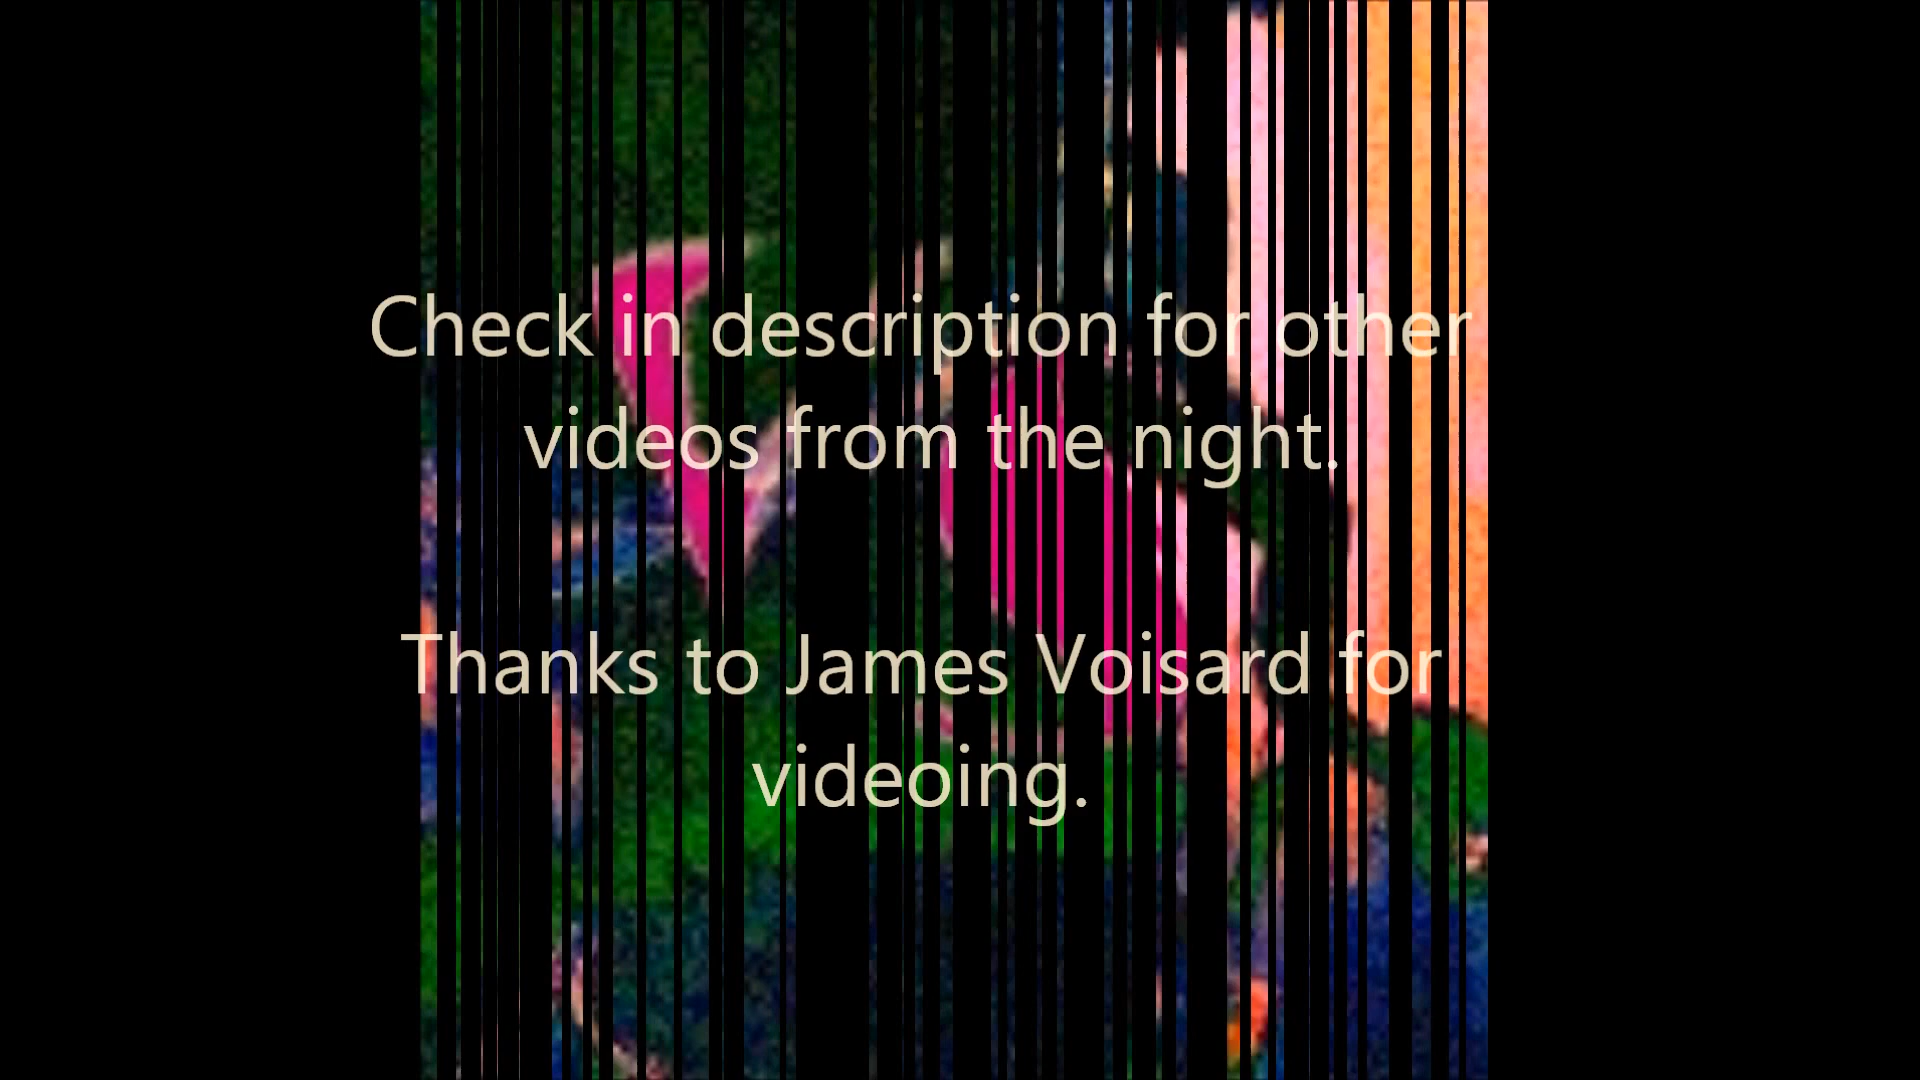 Check in description for other
videos from the night.
Thanks to James Voisard for
videoing.